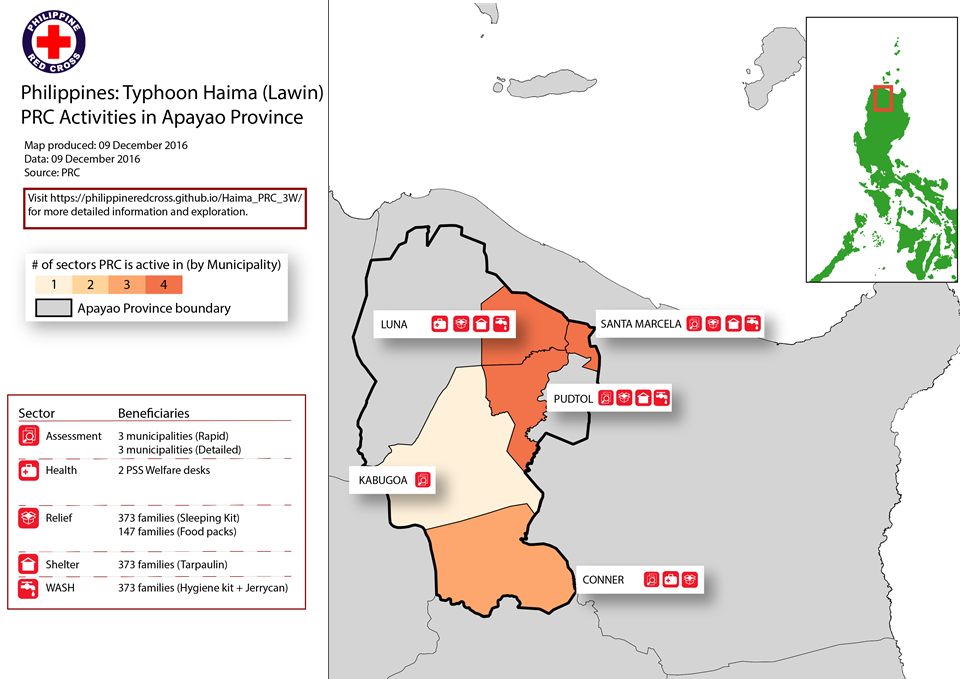 PHILIPPINE
RED CROSS
Philippines: Typhoon Haima (Lawin)
PRC Activities in Apayao Province
Map produced: 09 December 2016
Data: 09 December 2016
Source: PRC
Visit https://philippineredcross.github.io/Haima_PRC_3W/
for more detailed information and exploration.
# of sectors PRC is active in (by Municipality)
1 2 3 4
Apayao Province boundary
Sector Beneficiaries
Assessment 3 municipalities (Rapid)
3 municipalities (Detailed)
Health 2 PSS Welfare desks
Relief 373 families (Sleeping Kit)
147 families (Food packs)
Shelter 373 families (Tarpaulin)
WASH 373 families (Hygiene kit + Jerrycan)
LUNA
SANTA MARCELA
PUDTOL
KABUGOA
CONNER